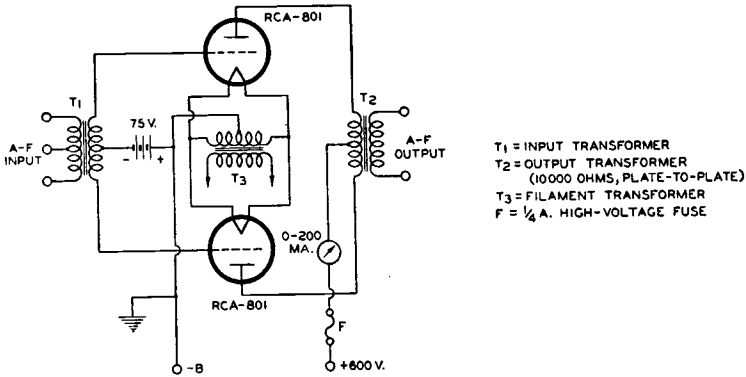 RCA-801
T1
75 V.
T2
A-F
INPUT
- +
T3
A-F
OUTPUT
T1 = INPUT TRANSFORMER
T2 = OUTPUT TRANSFORMER
(10000 OHMS, PLATE-TO-PLATE)
T3 = FILAMENT TRANSFORMER
F = 1/4 A. HIGH-VOLTAGE FUSE
0-200
MA.
RCA-801
F
-B
+600 V.